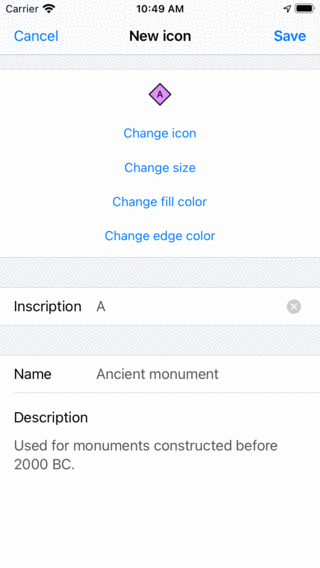 Carrier 10:49 AM
Cancel New icon Save
A
Change icon
Change size
Change fill color
Change edge color
Inscription A
Name Ancient monument
Description
Used for monuments constructed before
2000 BC.